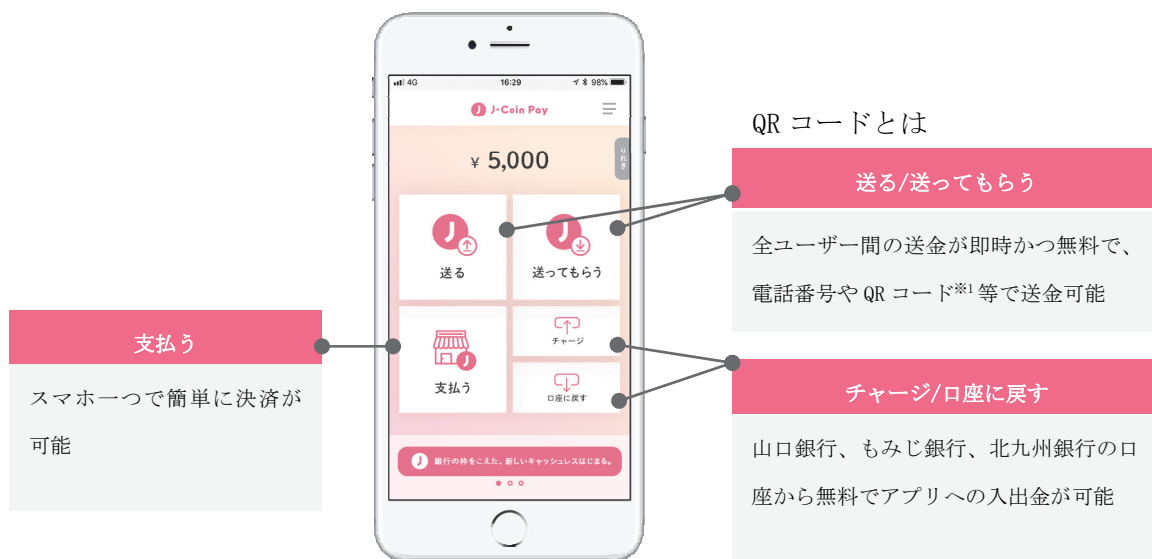 4G 16:29 98%
J-Coin Pay
¥ 5,000
りれき
送る
送ってもらう
支払う
チャージ
口座に戻す
銀行の枠をこえた、新しいキャッシュレスはじまる。
支払う
スマホ一つで簡単に決済が
可能
QR コードとは
送る/送ってもらう
全ユーザー間の送金が即時かつ無料で、
電話番号や QR コード※1 等で送金可能
チャージ/口座に戻す
山口銀行、もみじ銀行、北九州銀行の口
座から無料でアプリへの入出金が可能